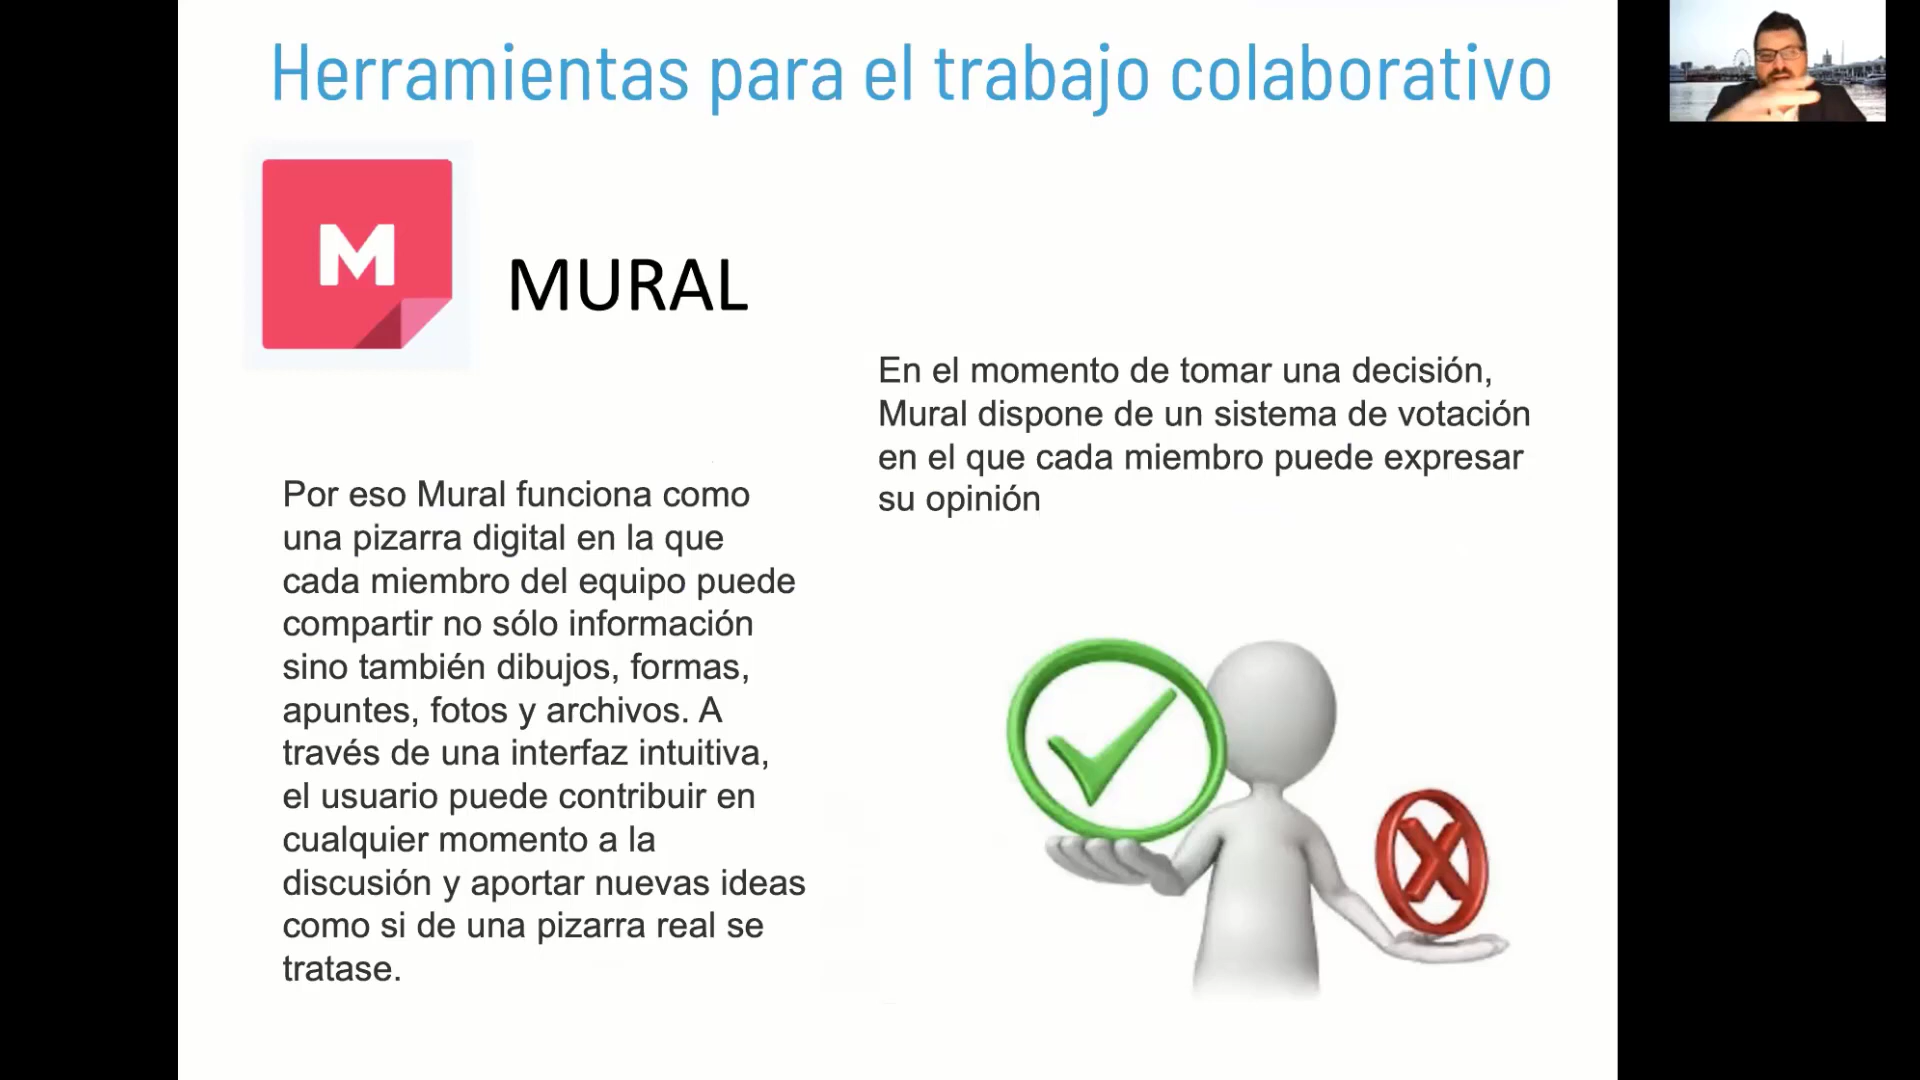 Herramientas para el trabajo colaborativo
M
MURAL
Por eso Mural funciona como
una pizarra digital en la que
cada miembro del equipo puede
compartir no sólo información
sino también dibujos, formas,
apuntes, fotos y archivos. A
través de una interfaz intuitiva,
el usuario puede contribuir en
cualquier momento a la
discusión y aportar nuevas ideas
como si de una pizarra real se
tratase.
En el momento de tomar una decisión,
Mural dispone de un sistema de votación
en el que cada miembro puede expresar
su opinión